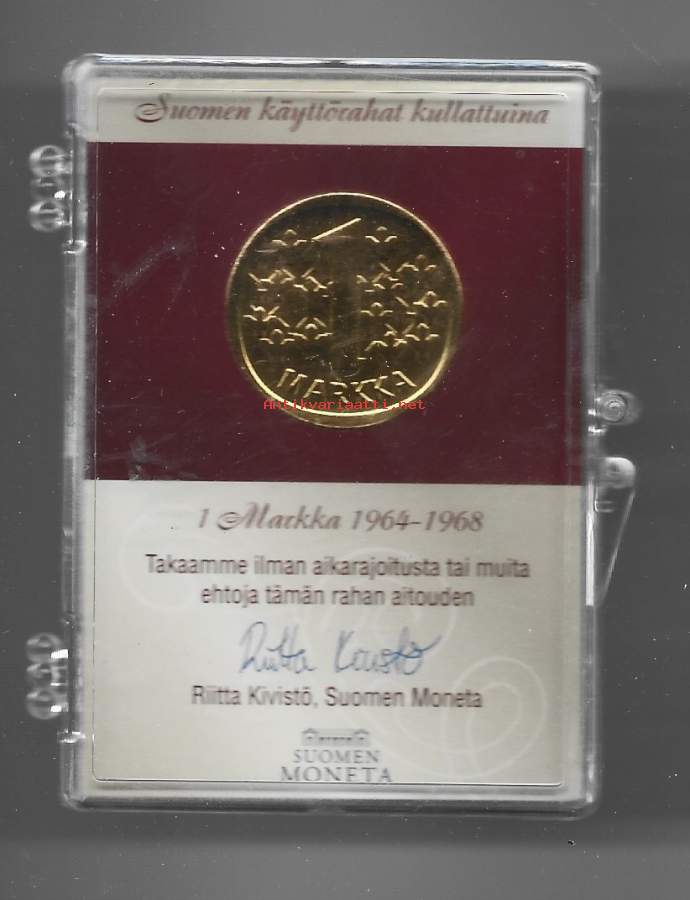 Suomen käyttörahat kullattuina
1
MARKKA
Antikvariaatti.net
1 Markka 1964-1968
Takaamme ilman aikarajoitusta tai muita
ehtoja tämän rahan aitouden
Riitta Kivistö
Riitta Kivistö, Suomen Moneta
SUOMEN
MONETA